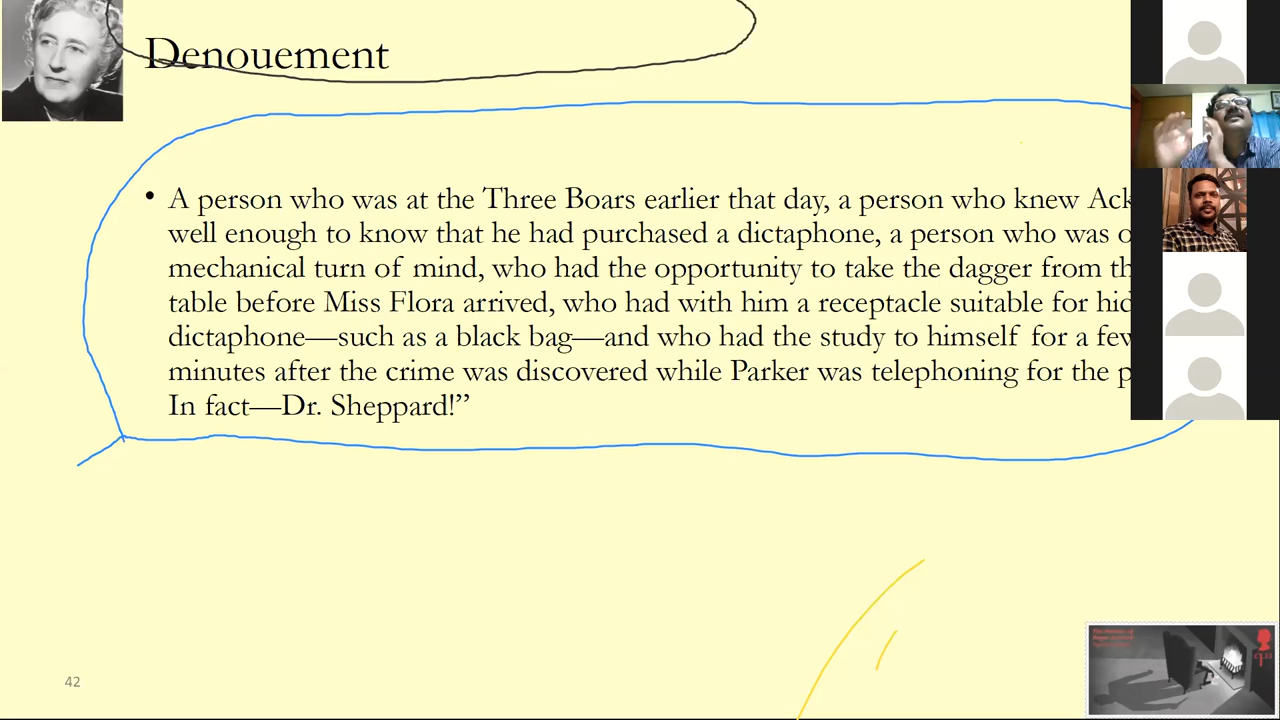 Denouement
• A person who was at the Three Boars earlier that day, a person who knew
well enough to know that he had purchased a dictaphone, a person who was
mechanical turn of mind, who had the opportunity to take the dagger from
table before Miss Flora arrived, who had with him a receptacle suitable for
dictaphone—such as a black bag—and who had the study to himself for a few
minutes after the crime was discovered while Parker was telephoning for the
In fact—Dr. Sheppard!”
42